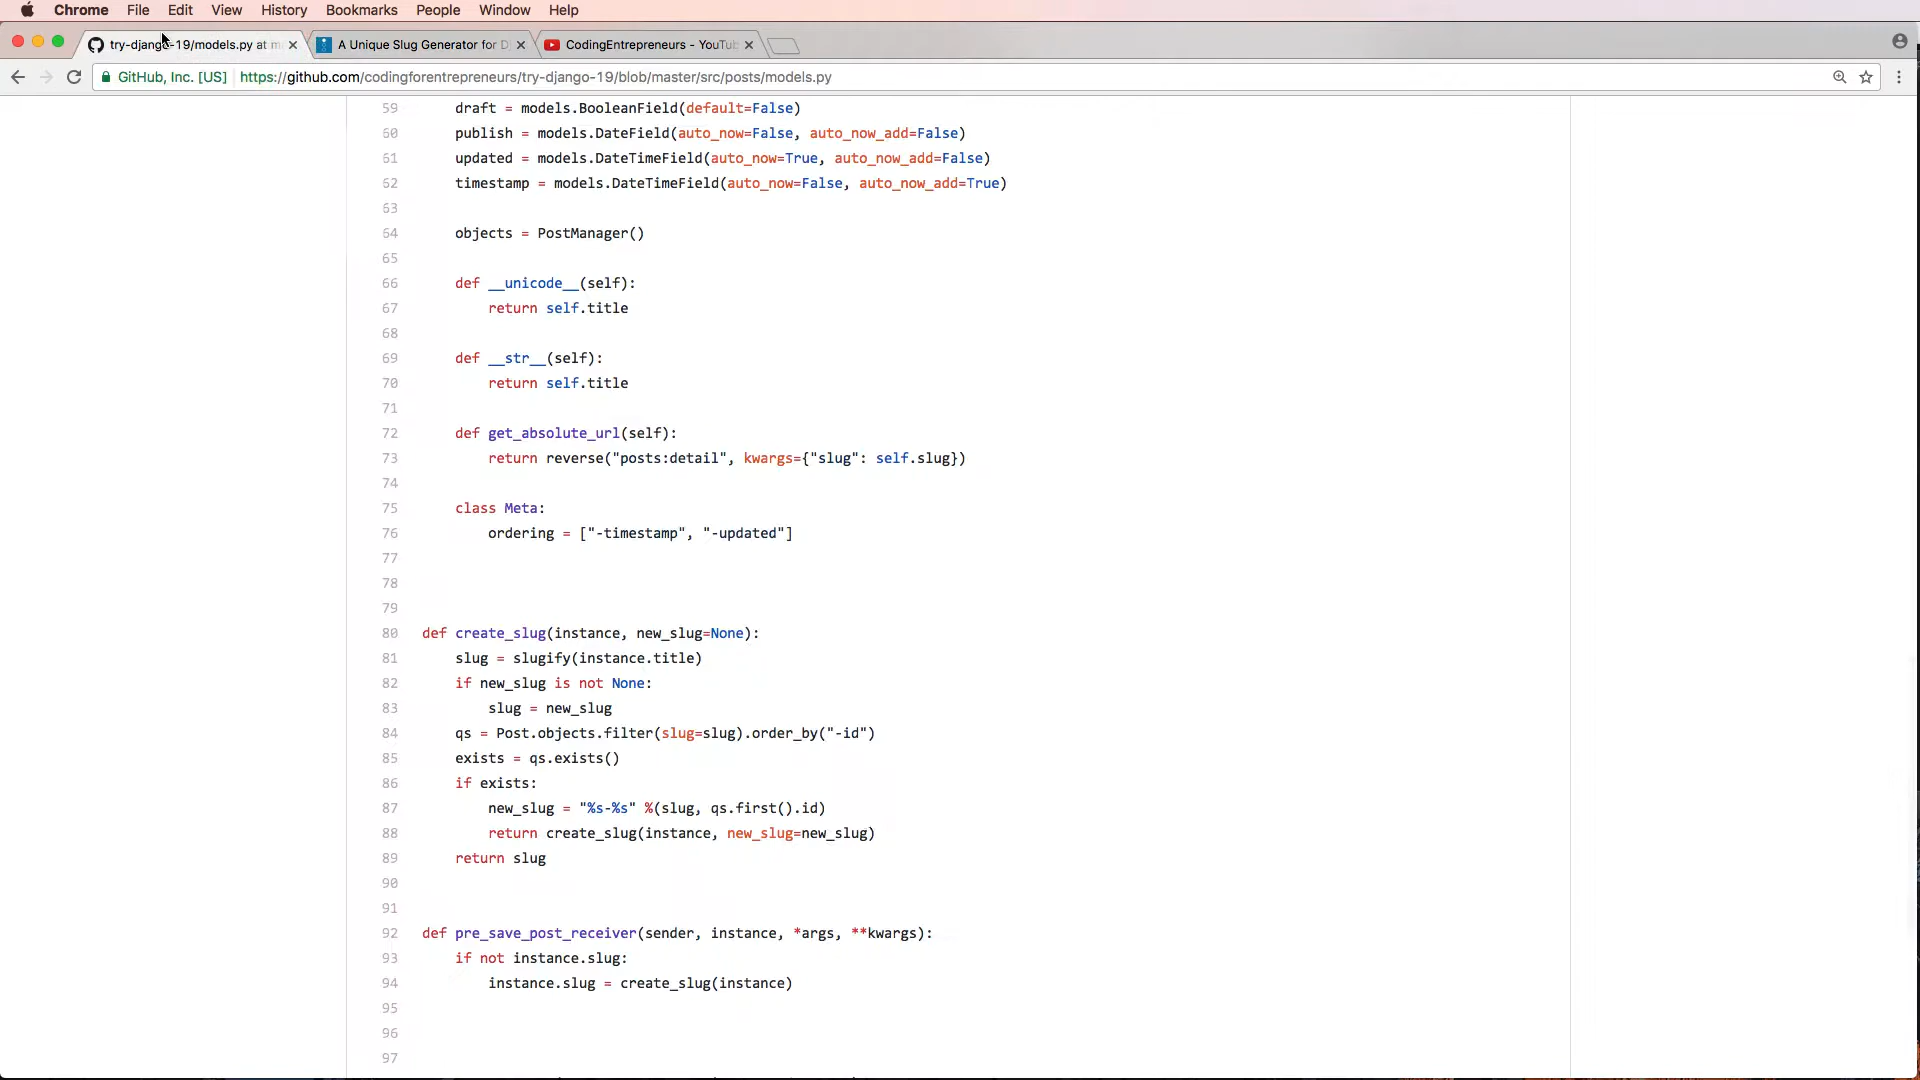 Chrome File Edit View History Bookmarks People Window Help
try-django-19/models.py at m A Unique Slug Generator for D CodingEntrepreneurs - YouTub
GitHub, Inc. [US] https://github.com/codingforentrepreneurs/try-django-19/blob/master/src/posts/models.py
59 draft = models.BooleanField(default=False)
60 publish = models.DateField(auto_now=False, auto_now_add=False)
61 updated = models.DateTimeField(auto_now=True, auto_now_add=False)
62 timestamp = models.DateTimeField(auto_now=False, auto_now_add=True)
63
64 objects = PostManager()
65
66 def __unicode__(self):
67 return self.title
68
69 def __str__(self):
70 return self.title
71
72 def get_absolute_url(self):
73 return reverse("posts:detail", kwargs={"slug": self.slug})
74
75 class Meta:
76 ordering = ["-timestamp", "-updated"]
77
78
79
80 def create_slug(instance, new_slug=None):
81 slug = slugify(instance.title)
82 if new_slug is not None:
83 slug = new_slug
84 qs = Post.objects.filter(slug=slug).order_by("-id")
85 exists = qs.exists()
86 if exists:
87 new_slug = "%s-%s" %(slug, qs.first().id)
88 return create_slug(instance, new_slug=new_slug)
89 return slug
90
91
92 def pre_save_post_receiver(sender, instance, *args, **kwargs):
93 if not instance.slug:
94 instance.slug = create_slug(instance)
95
96
97